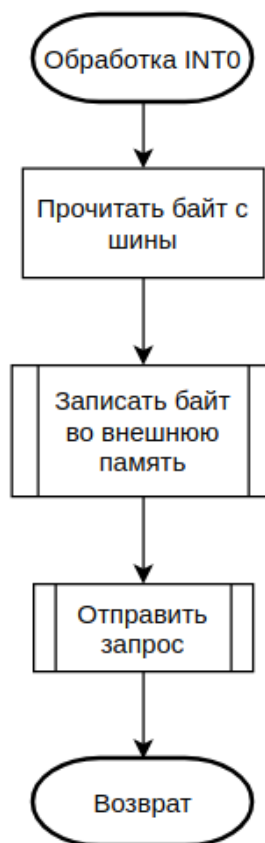 Обработка INT0
Прочитать байт с
шины
Записать байт
во внешнюю
память
Отправить
запрос
Возврат